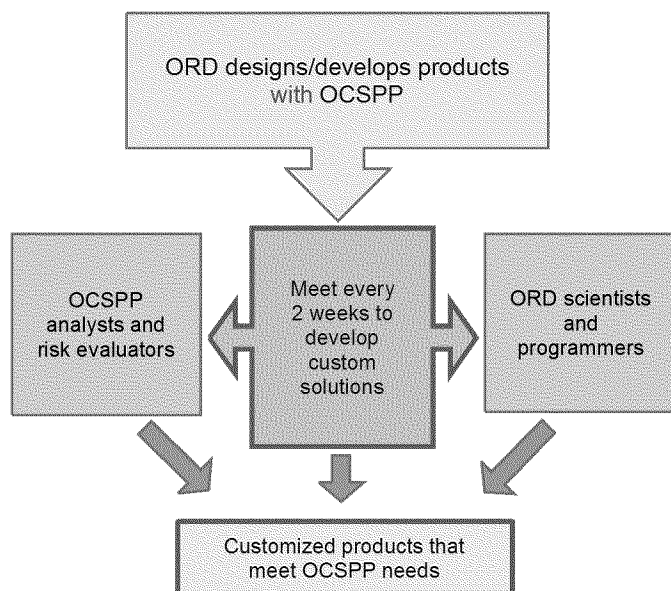 ORD designs/develops products
with OCSPP
OCSPP
analysts and
risk evaluators
Meet every
2 weeks to
develop
custom
solutions
ORD scientists
and
programmers
Customized products that
meet OCSPP needs